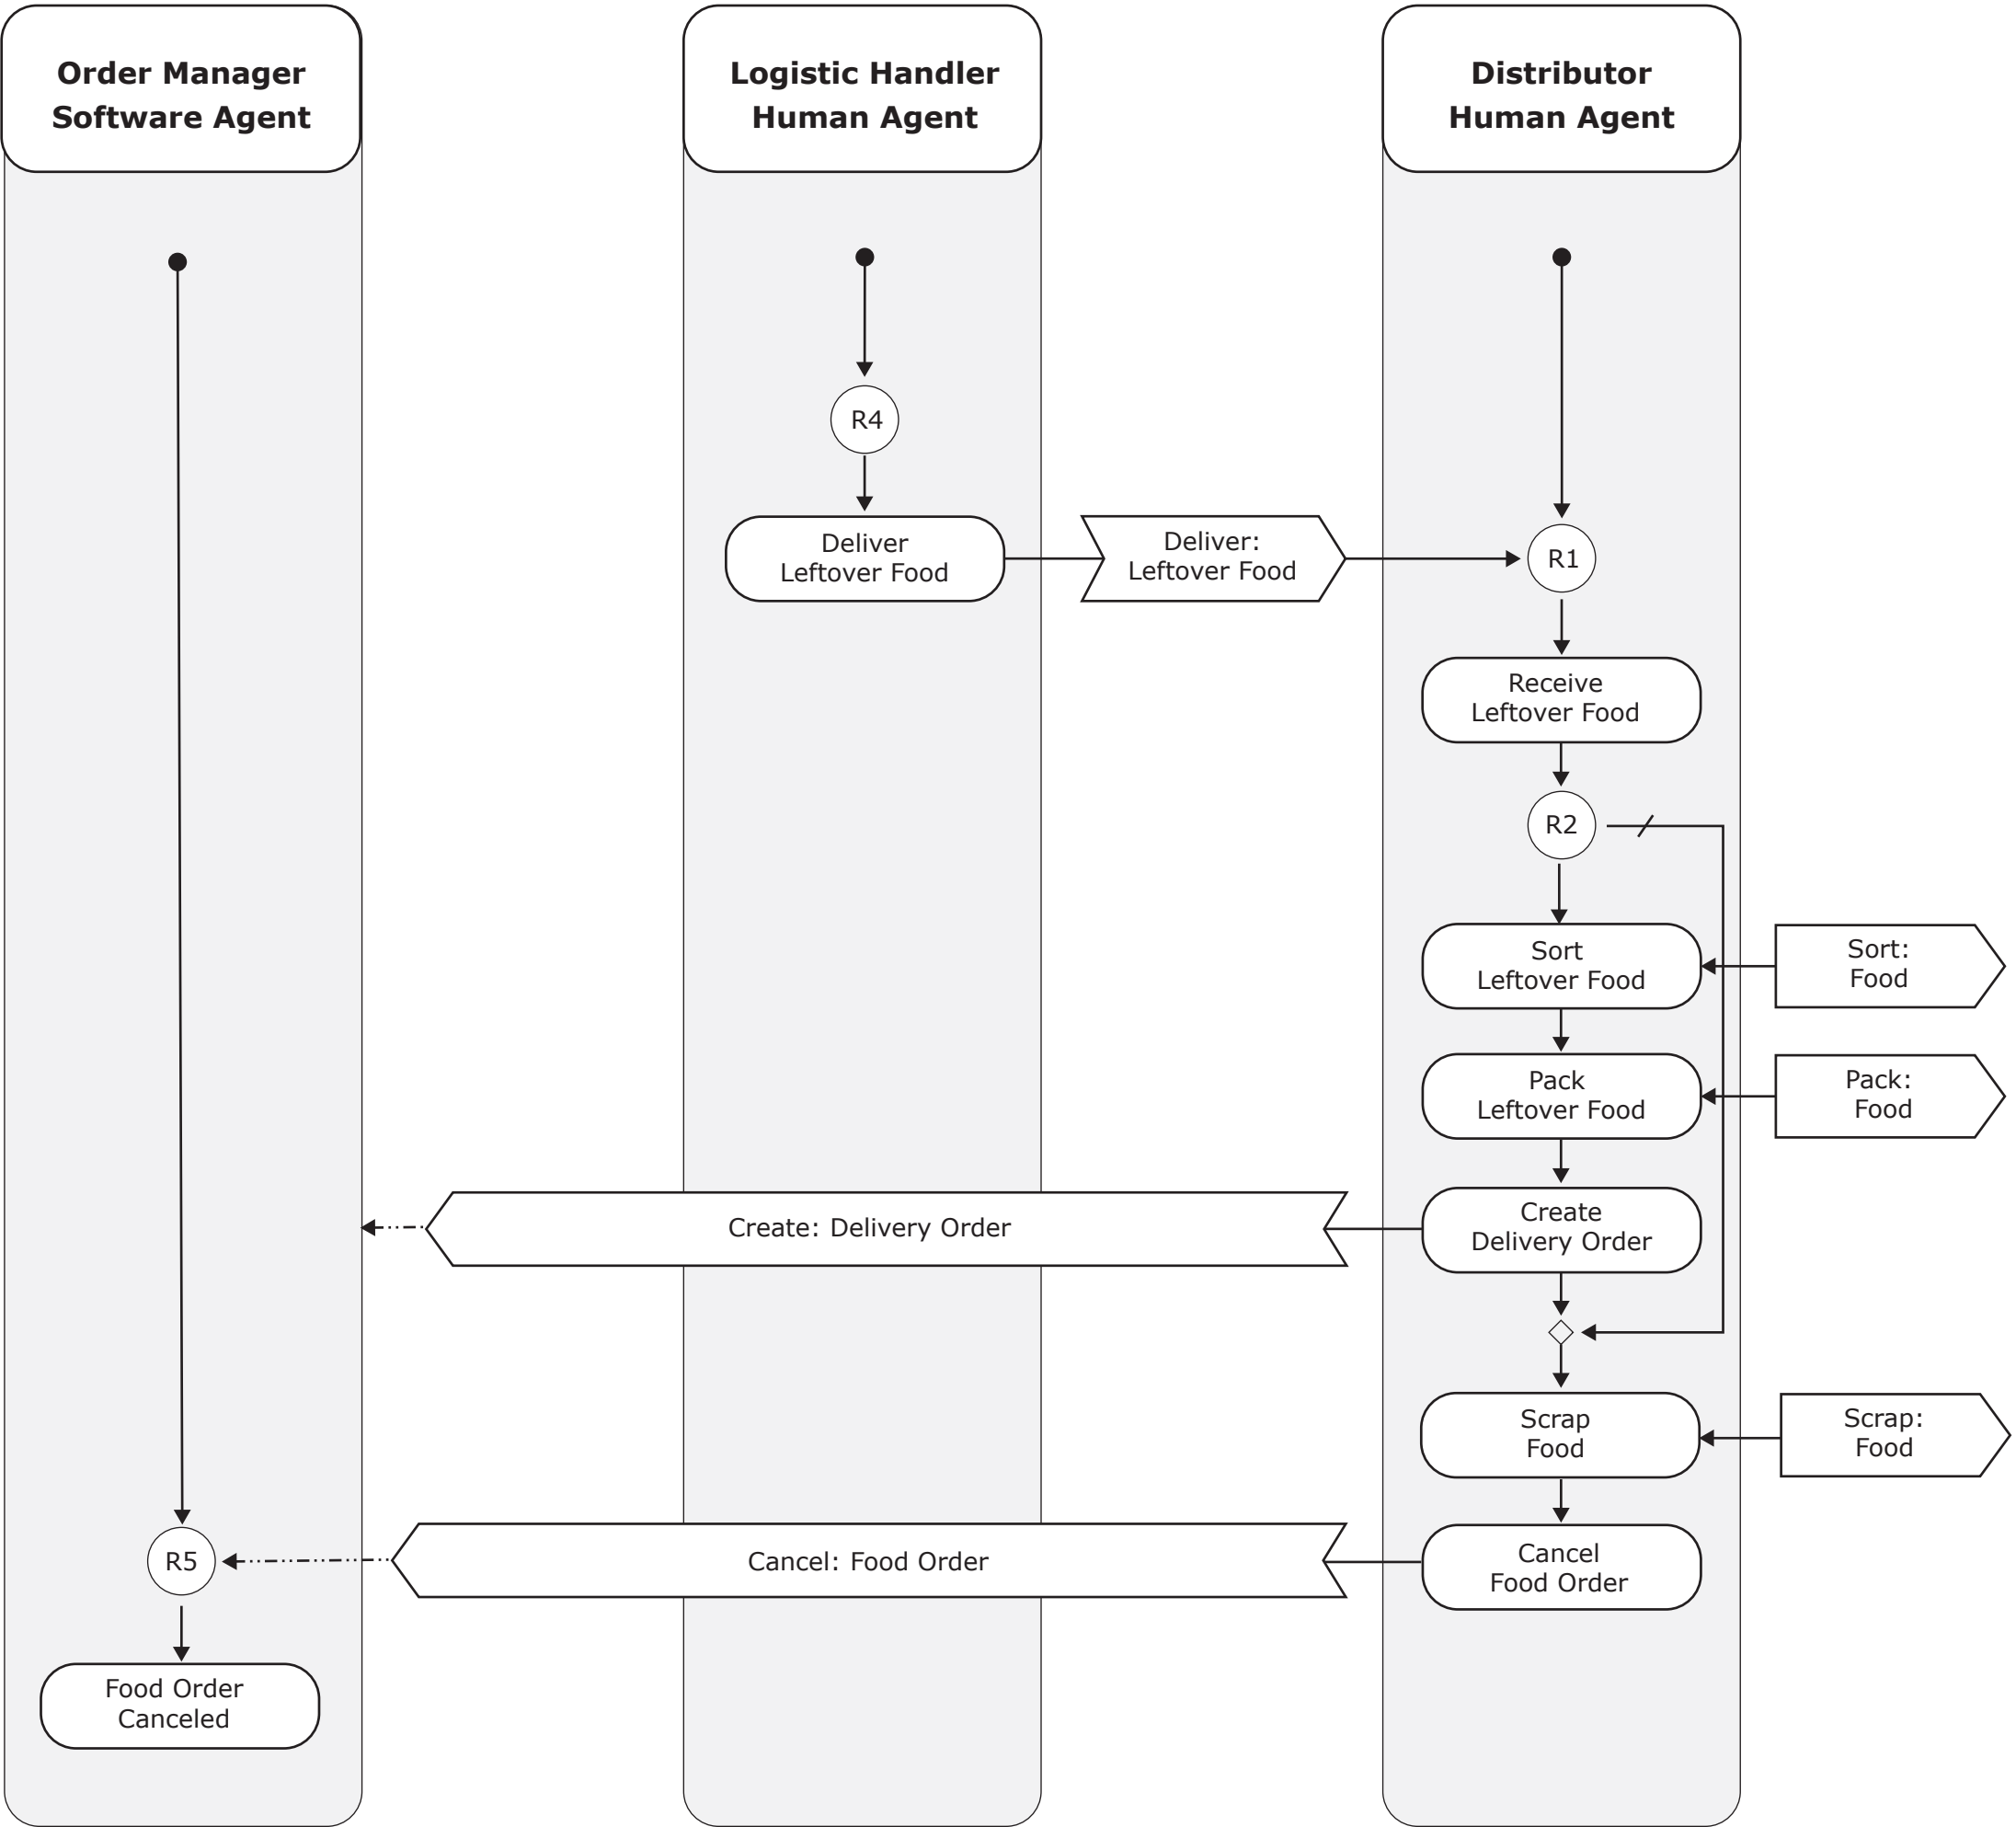 Order Manager
Software Agent
Logistic Handler
Human Agent
Distributor
Human Agent
R4
Deliver
Leftover Food
Deliver:
Leftover Food
R1
Receive
Leftover Food
R2
Sort
Leftover Food
Sort:
Food
Pack
Leftover Food
Pack:
Food
Create: Delivery Order
Create
Delivery Order
Scrap
Food
Scrap:
Food
R5
Cancel: Food Order
Cancel
Food Order
Food Order
Canceled